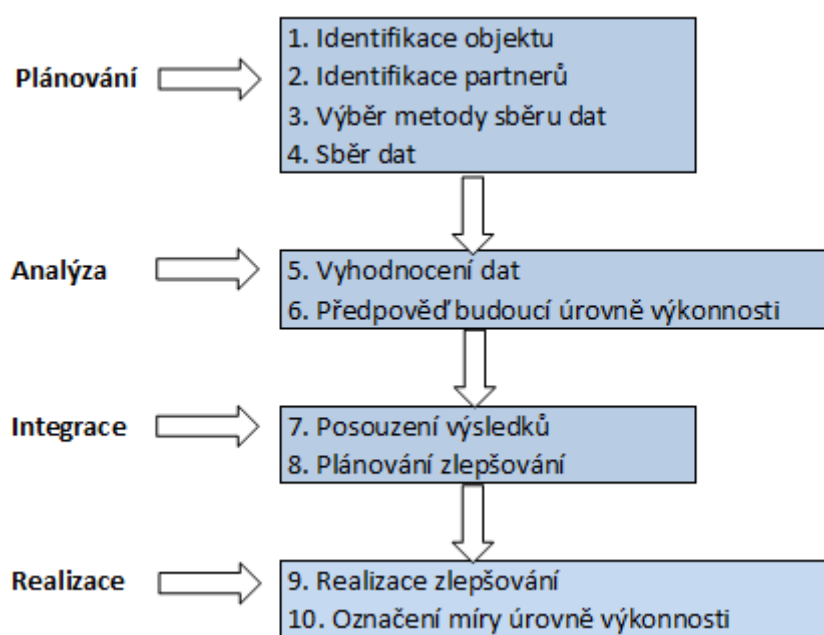 Plánování
1. Identifikace objektu
2. Identifikace partnerů
3. Výběr metody sběru dat
4. Sběr dat
Analýza
5. Vyhodnocení dat
6. Předpověď budoucí úrovně výkonnosti
Integrace
7. Posouzení výsledků
8. Plánování zlepšování
Realizace
9. Realizace zlepšování
10. Označení míry úrovně výkonnosti